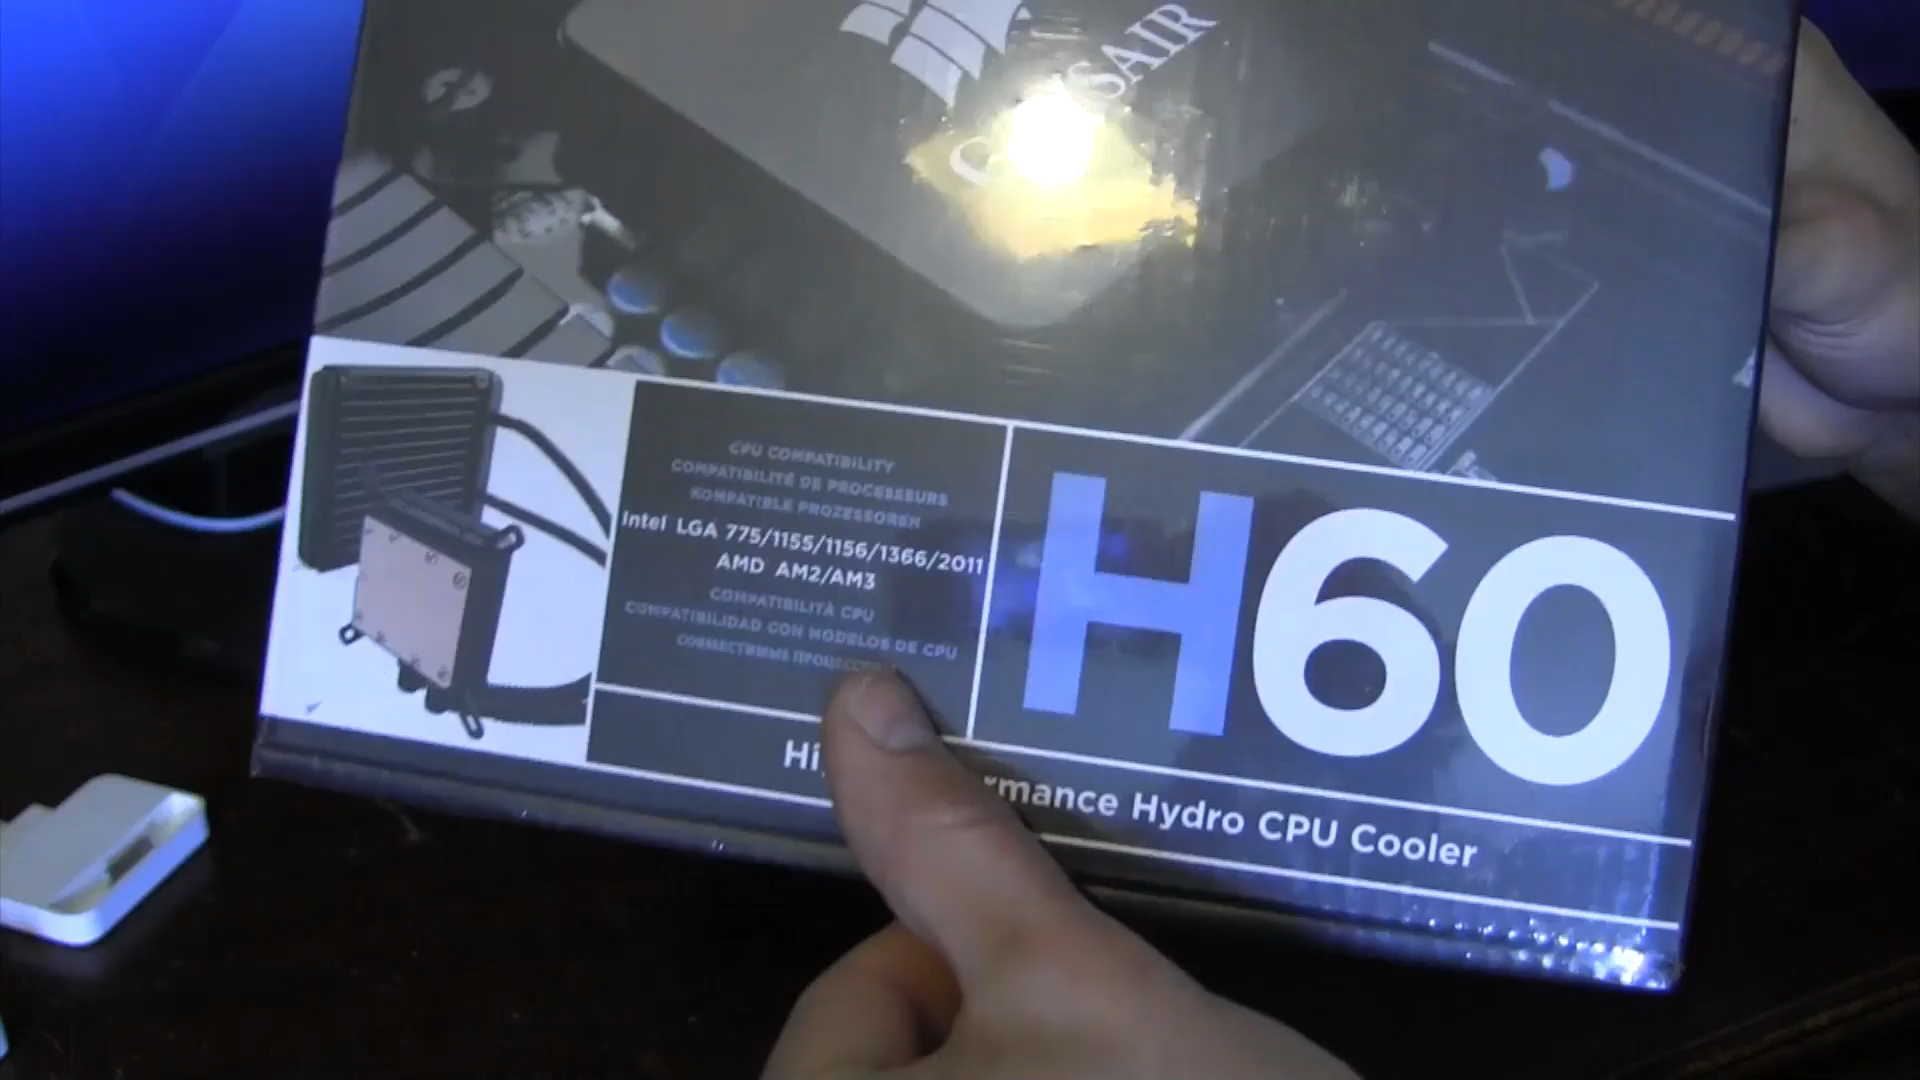 CPU COMPATIBILITY
COMPATIBILITÉ DE PROCESSEURS
KOMPATIBLE PROZESSOREN
Intel LGA 775/1155/1156/1366/2011
AMD AM2/AM3
COMPATIBILITÀ CPU
COMPATIBILIDAD CON MODELOS DE CPU
СОВМЕСТИМЫЕ
H60
Hydro CPU Cooler